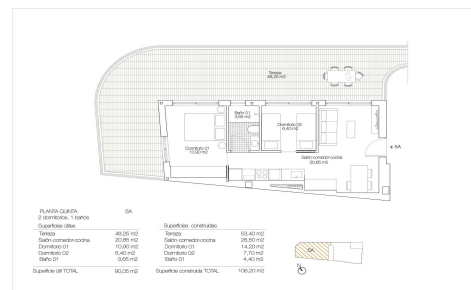 Terraza
48,25 m2
Baño 01
3,65 m2
Dormitorio 02
6,40 m2
Dormitorio 01
10,90 m2
Salón-comedor-cocina
20,85 m2
5A
PLANTA QUINTA 5A
2 dormitorios, 1 baños
Superficies útiles Superficies construidas
Terraza 48,25 m2 Terraza 53,40 m2
Salón-comedor-cocina 20,85 m2 Salón-comedor-cocina 26,50 m2
Dormitorio 01 10,90 m2 Dormitorio 01 14,20 m2
Dormitorio 02 6,40 m2 Dormitorio 02 7,70 m2
Baño 01 3,65 m2 Baño 01 4,40 m2
Superficie útil TOTAL 90,05 m2 Superficie construida TOTAL 106,20 m2
5A
N